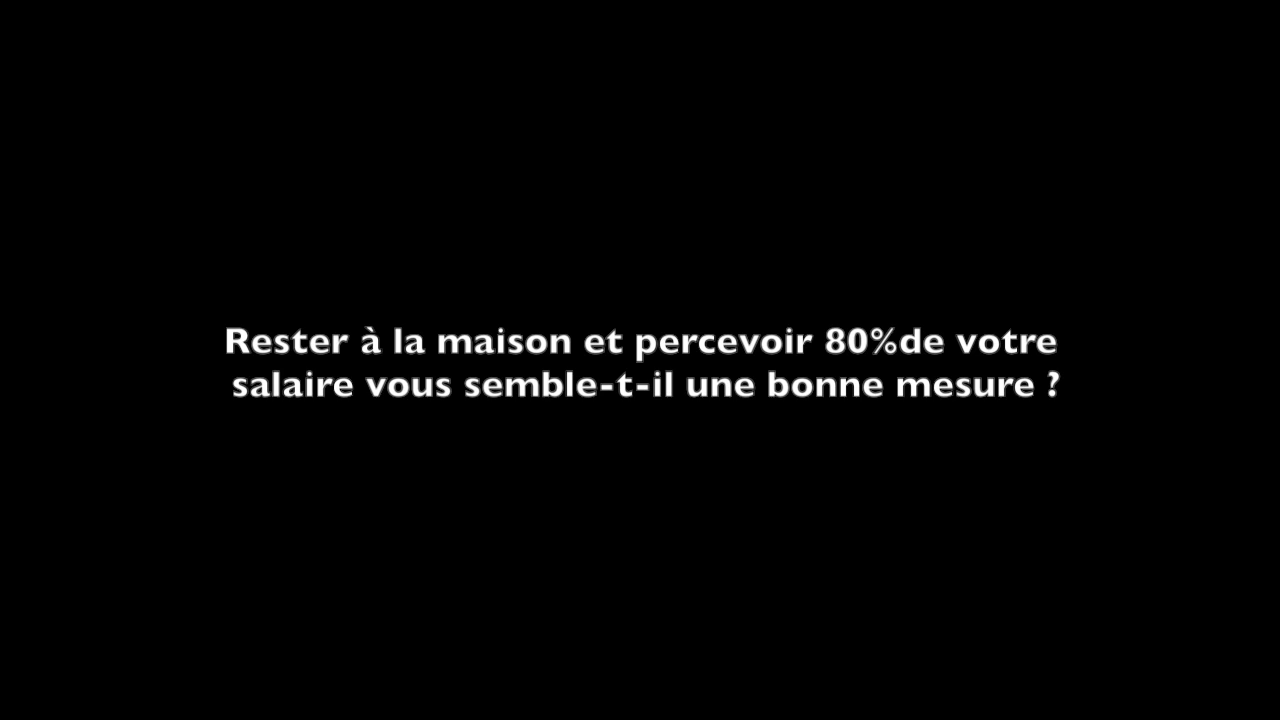 Rester à la maison et percevoir 80%de votre
salaire vous semble-t-il une bonne mesure ?